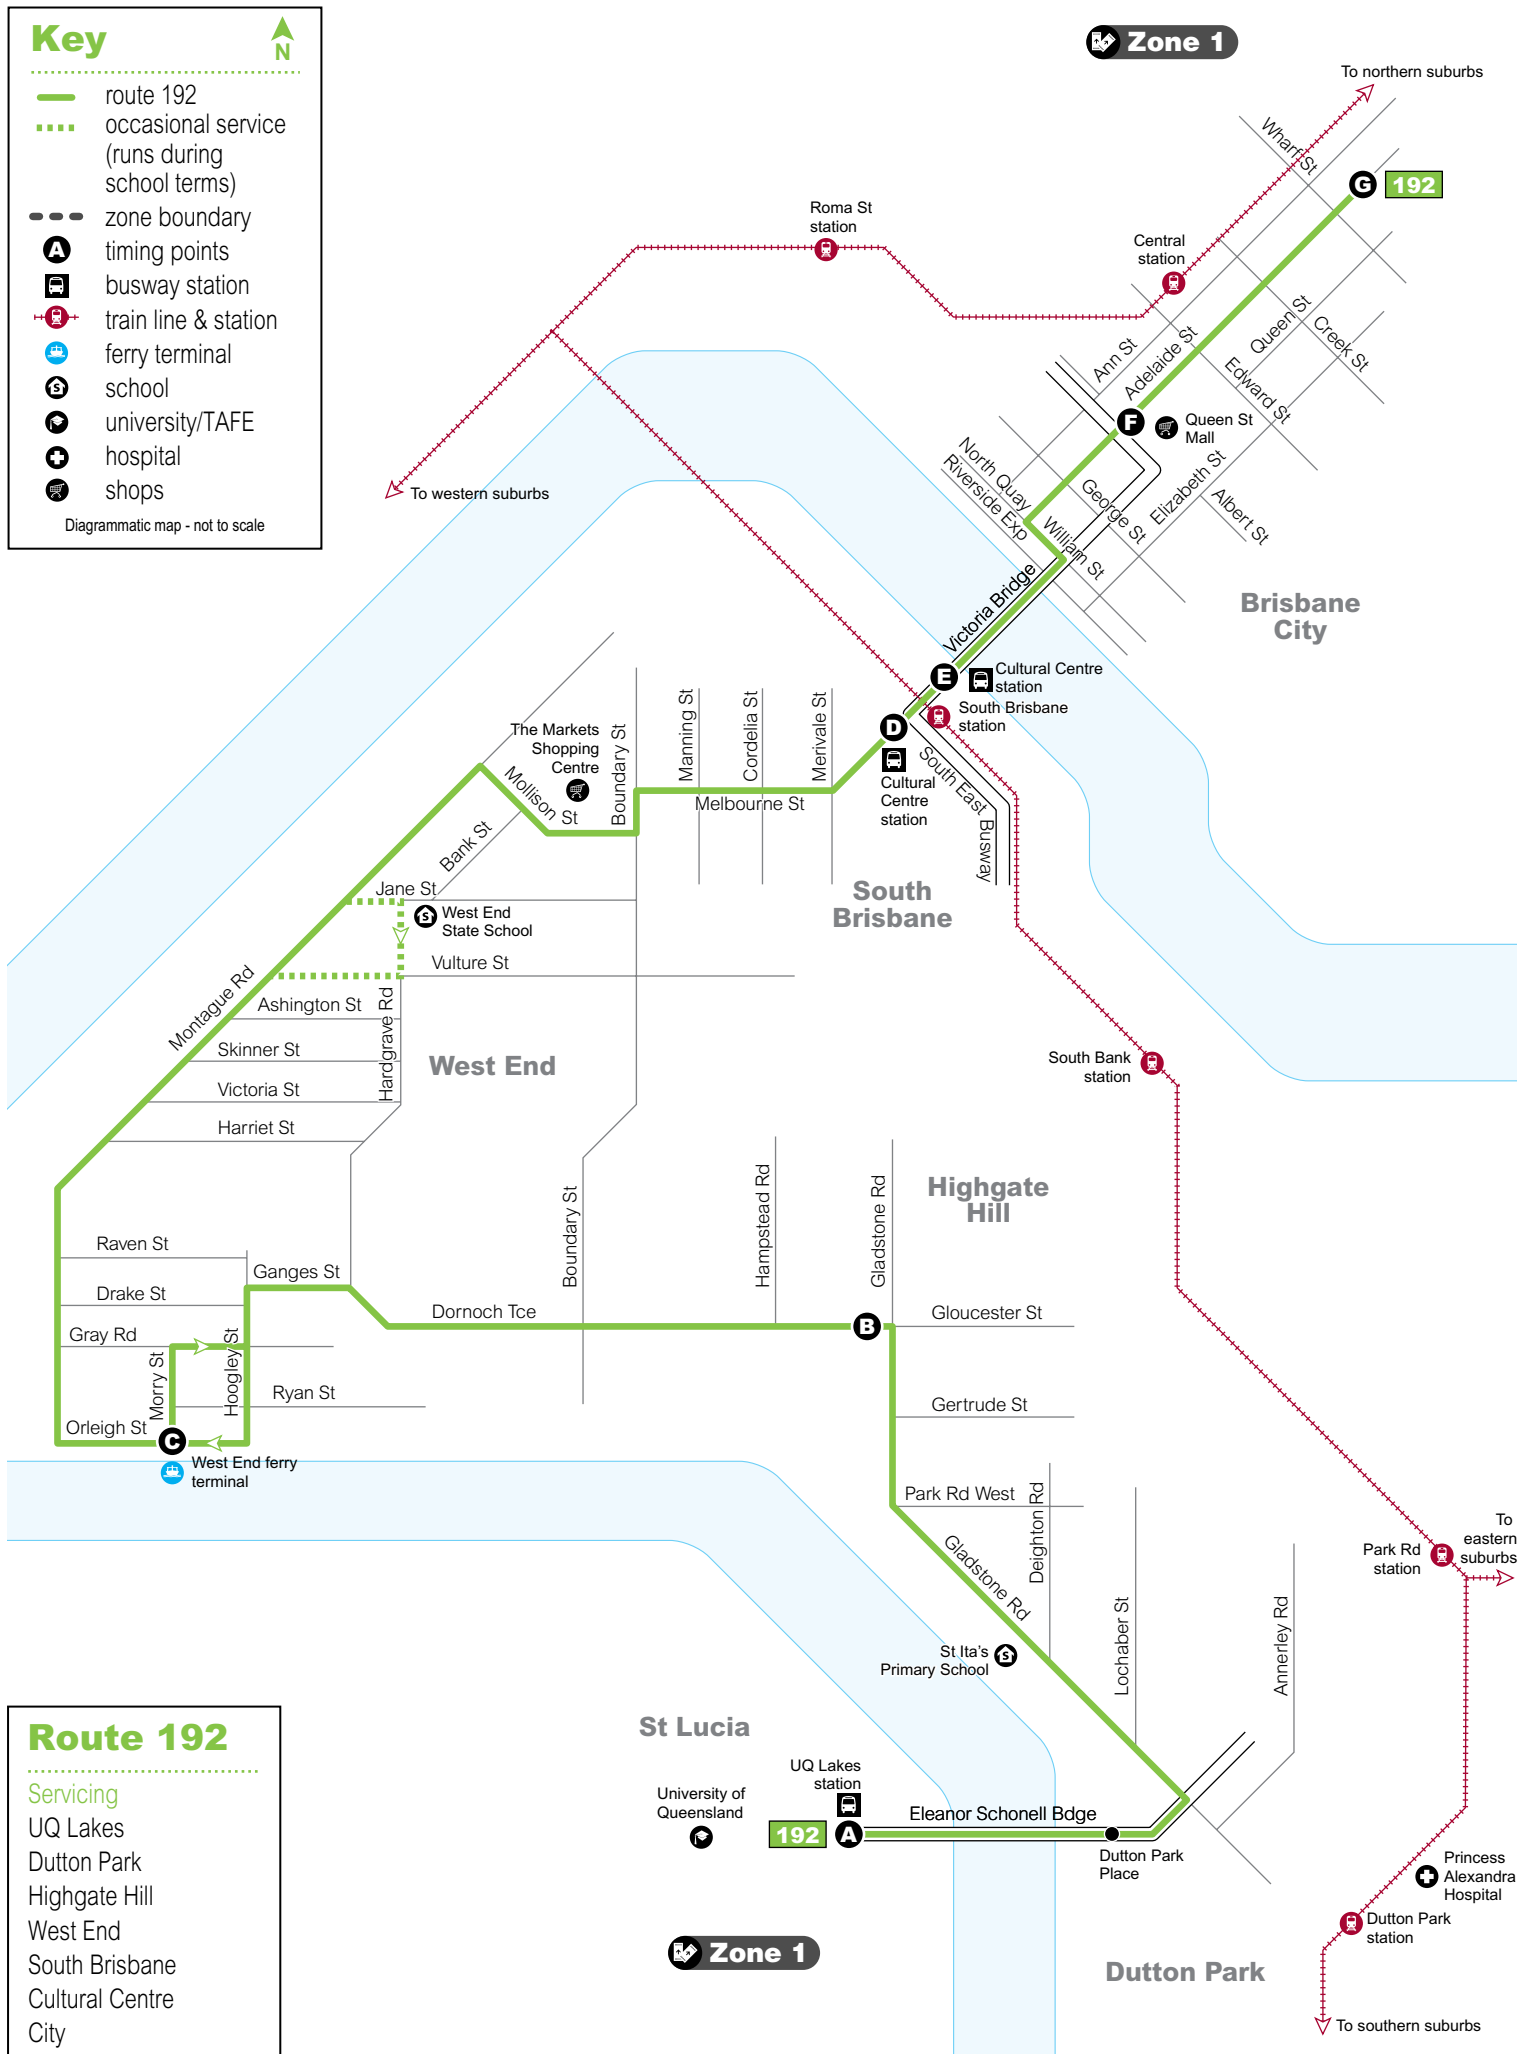 Key
N
route 192
occasional service
(runs during
school terms)
zone boundary
A
timing points
busway station
train line & station
ferry terminal
S
school
university/TAFE
hospital
shops
Diagrammatic map - not to scale
Zone 1
To northern suburbs
Wharf St
G
192
Roma St
station
Central
station
Queen St
Creek St
Ann St
Adelaide St
Edward St
F
Queen St
Mall
North Quay
Riverside Exp
To western suburbs
George St
Elizabeth St
Albert St
William St
Victoria Bridge
Brisbane
City
E
Cultural Centre
station
South Brisbane
station
D
Cultural
Centre
station
South East
Busway
The Markets
Shopping
Centre
Boundary St
Manning St
Cordelia St
Merivale St
Mollison St
Melbourne St
Bank St
Jane St
S
West End
State School
South
Brisbane
Vulture St
Montague Rd
Ashington St
Hardgrave Rd
Skinner St
West End
Victoria St
Harriet St
South Bank
station
Boundary St
Hampstead Rd
Gladstone Rd
Highgate
Hill
Raven St
Ganges St
Drake St
Dornoch Tce
B
Gloucester St
Gray Rd
Morry St
Hoogley St
Ryan St
Gertrude St
Orleigh St
C
West End ferry
terminal
Park Rd West
Deighton Rd
Gladstone Rd
To
eastern
suburbs
Park Rd
station
Lochaber St
Annerley Rd
St Ita's
Primary School
S
St Lucia
UQ Lakes
station
University of
Queensland
192
A
Eleanor Schonell Bdge
Dutton Park
Place
Princess
Alexandra
Hospital
Dutton Park
station
Zone 1
Dutton Park
To southern suburbs
Route 192
Servicing
UQ Lakes
Dutton Park
Highgate Hill
West End
South Brisbane
Cultural Centre
City